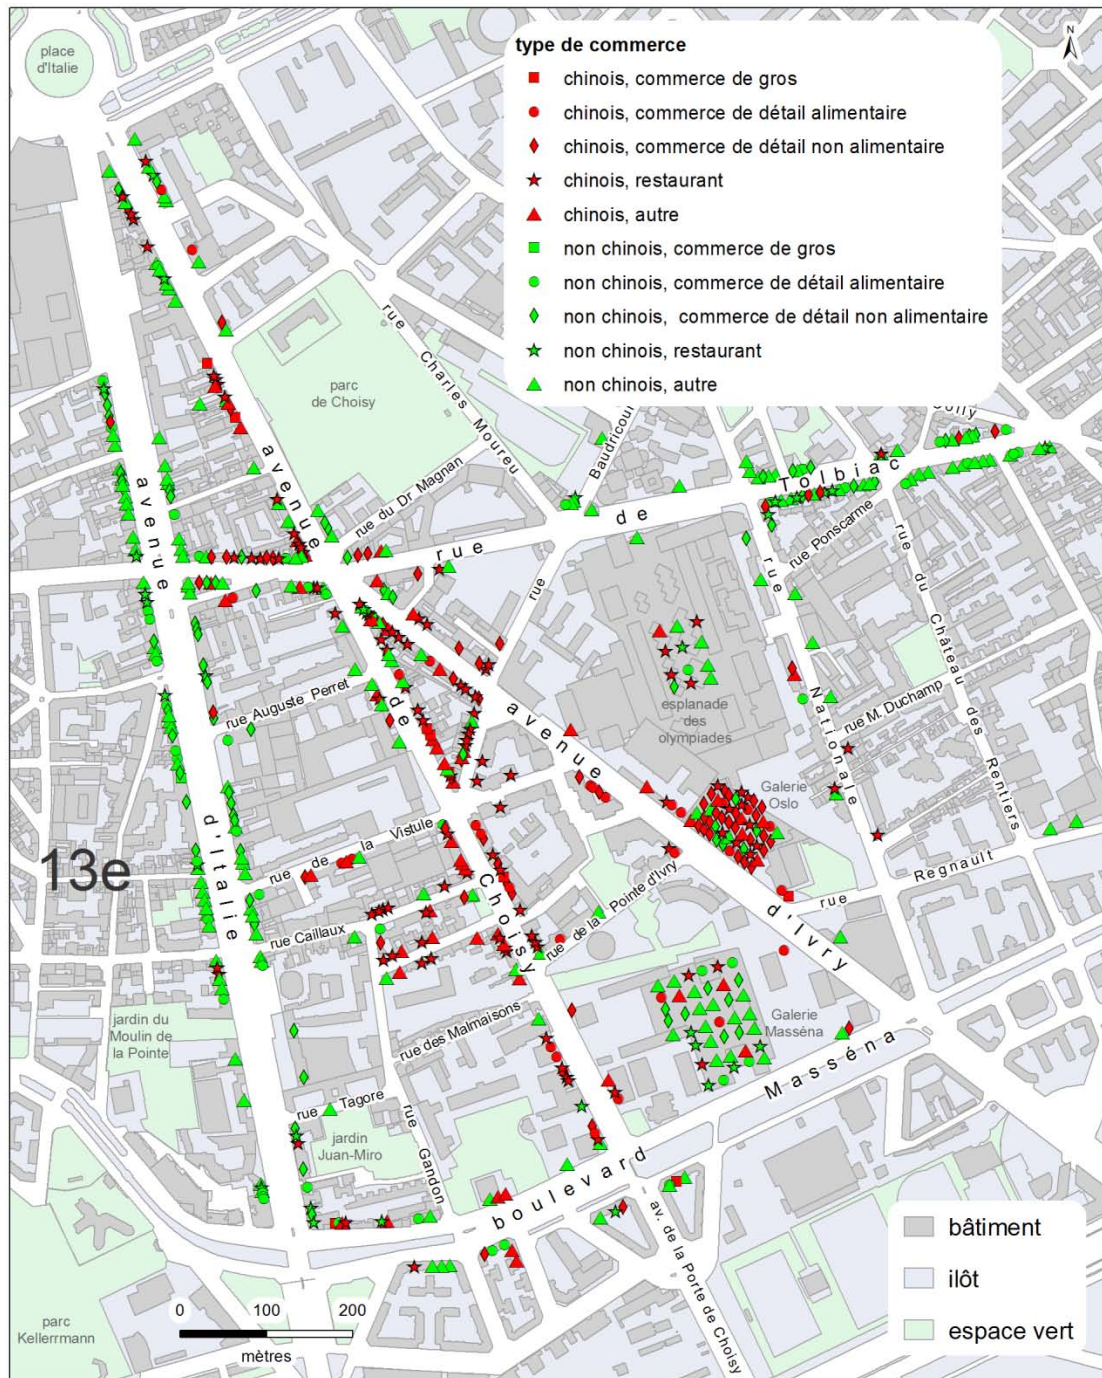 place
d'Italie
type de commerce
chinois, commerce de gros
chinois, commerce de détail alimentaire
chinois, commerce de détail non alimentaire
chinois, restaurant
chinois, autre
non chinois, commerce de gros
non chinois, commerce de détail alimentaire
non chinois, commerce de détail non alimentaire
non chinois, restaurant
non chinois, autre
N
rue Charles Moureu
parc
de Choisy
rue Baudricour
avenue de Choisy
avenue d'Italie
rue du Dr Magnan
rue de Tolbiac
rue Ponscarme
rue du Château des Rentiers
rue Nationale
rue M. Duchamp
esplanade
des
olympiades
rue Auguste Perret
avenue d'Ivry
Galerie
Oslo
rue de la Vistule
13e
rue Regnault
rue Caillaux
rue de la Pointe d'Ivry
jardin du
Moulin de
la Pointe
rue des Malmaisons
Galerie
Masséna
boulevard Masséna
rue Tagore
jardin
Juan-Miro
rue Gandon
av. de la Porte de Choisy
parc
Kellerrmann
0 100 200
mètres
bâtiment
ilôt
espace vert